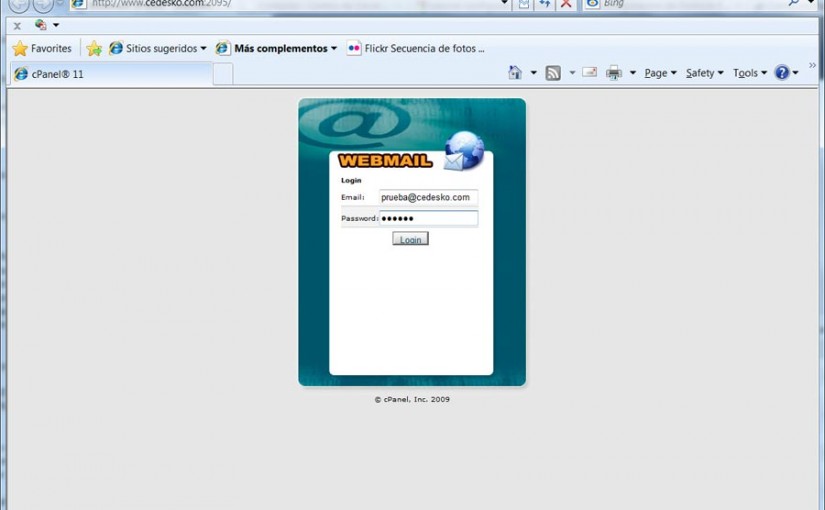 http://www.cedesko.com:2095/
Bing
x
Favorites Sitios sugeridos Más complementos Flickr Secuencia de fotos ...
cPanel® 11 Page Safety Tools
WEBMAIL
Login
Email: prueba@cedesko.com
Password: ••••••
Login
© cPanel, Inc. 2009